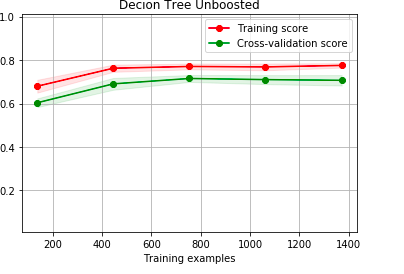 Decion Tree Unboosted
Training score
Cross-validation score
1.0
0.8
0.6
0.4
0.2
200 400 600 800 1000 1200 1400
Training examples